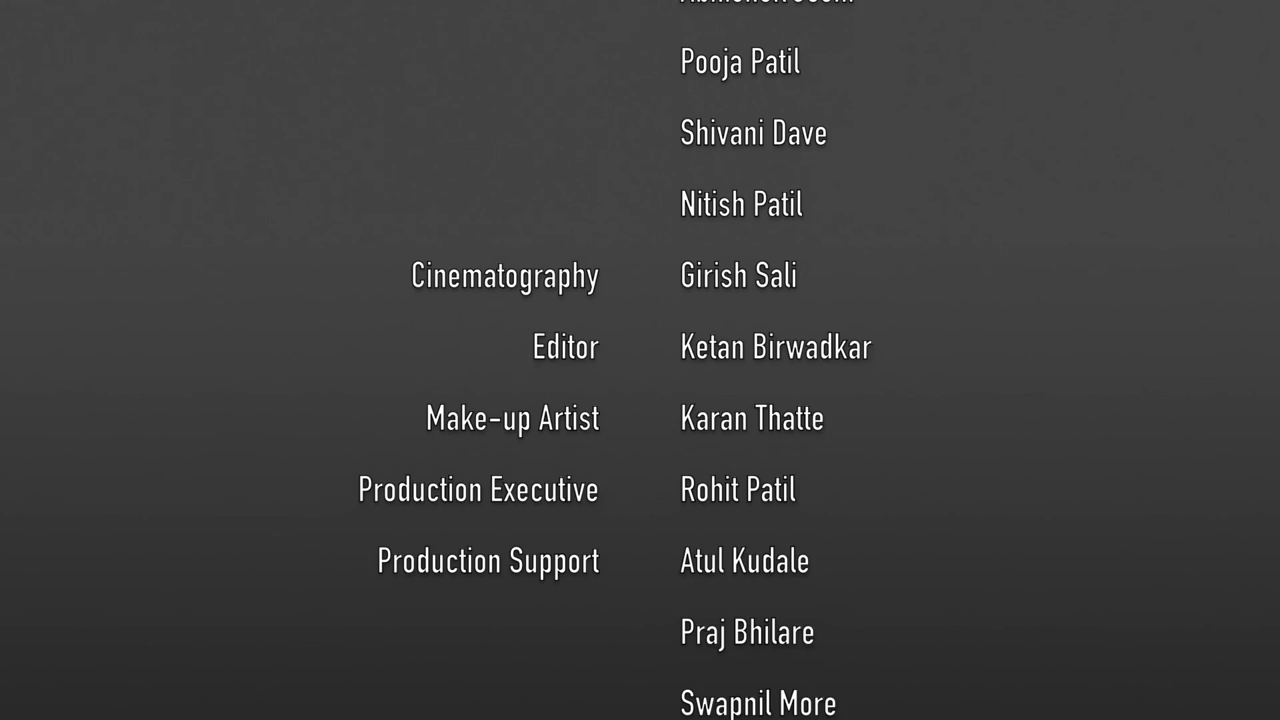 Pooja Patil
Shivani Dave
Nitish Patil
Cinematography Girish Sali
Editor Ketan Birwadkar
Make-up Artist Karan Thatte
Production Executive Rohit Patil
Production Support Atul Kudale
Praj Bhilare
Swapnil More